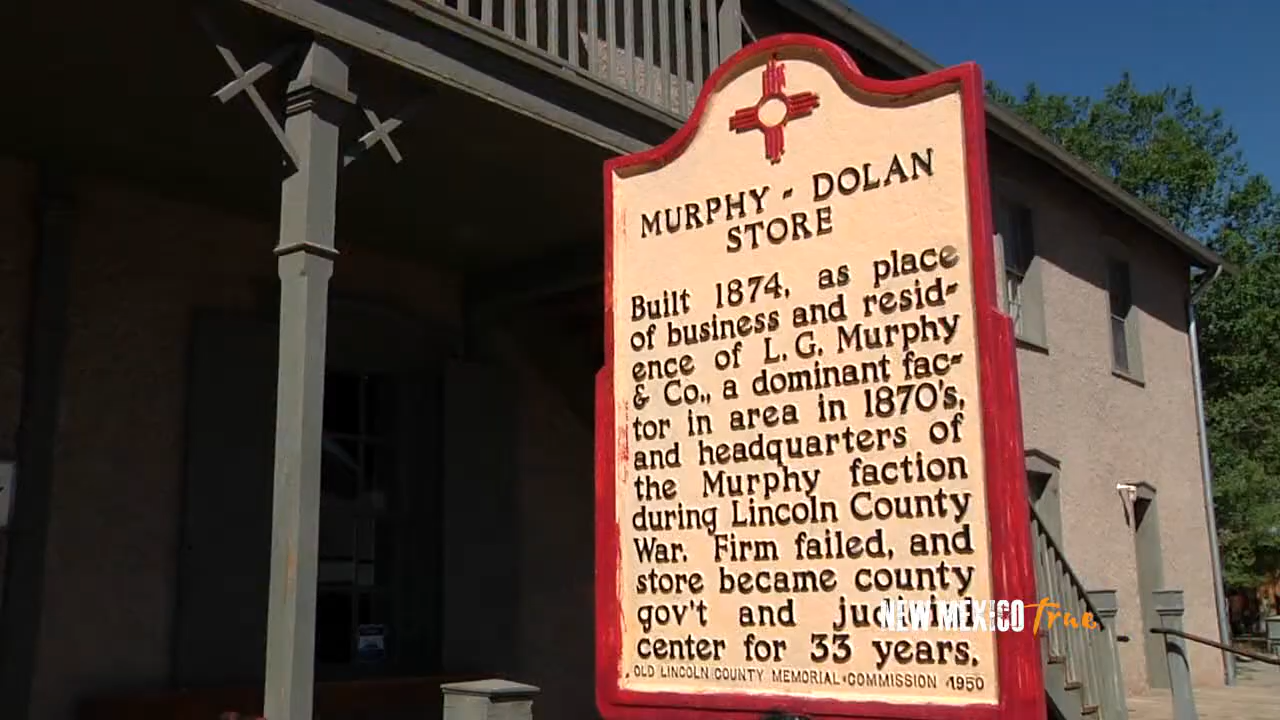 MURPHY - DOLAN
STORE
Built 1874, as place
of business and resid-
ence of L. G. Murphy
& Co., a dominant fac-
tor in area in 1870's,
and headquarters of
the Murphy faction
during Lincoln County
War. Firm failed, and
store became county
gov't and
center for 33 years.
OLD LINCOLN COUNTY MEMORIAL COMMISSION 1950
NEW MEXICO True